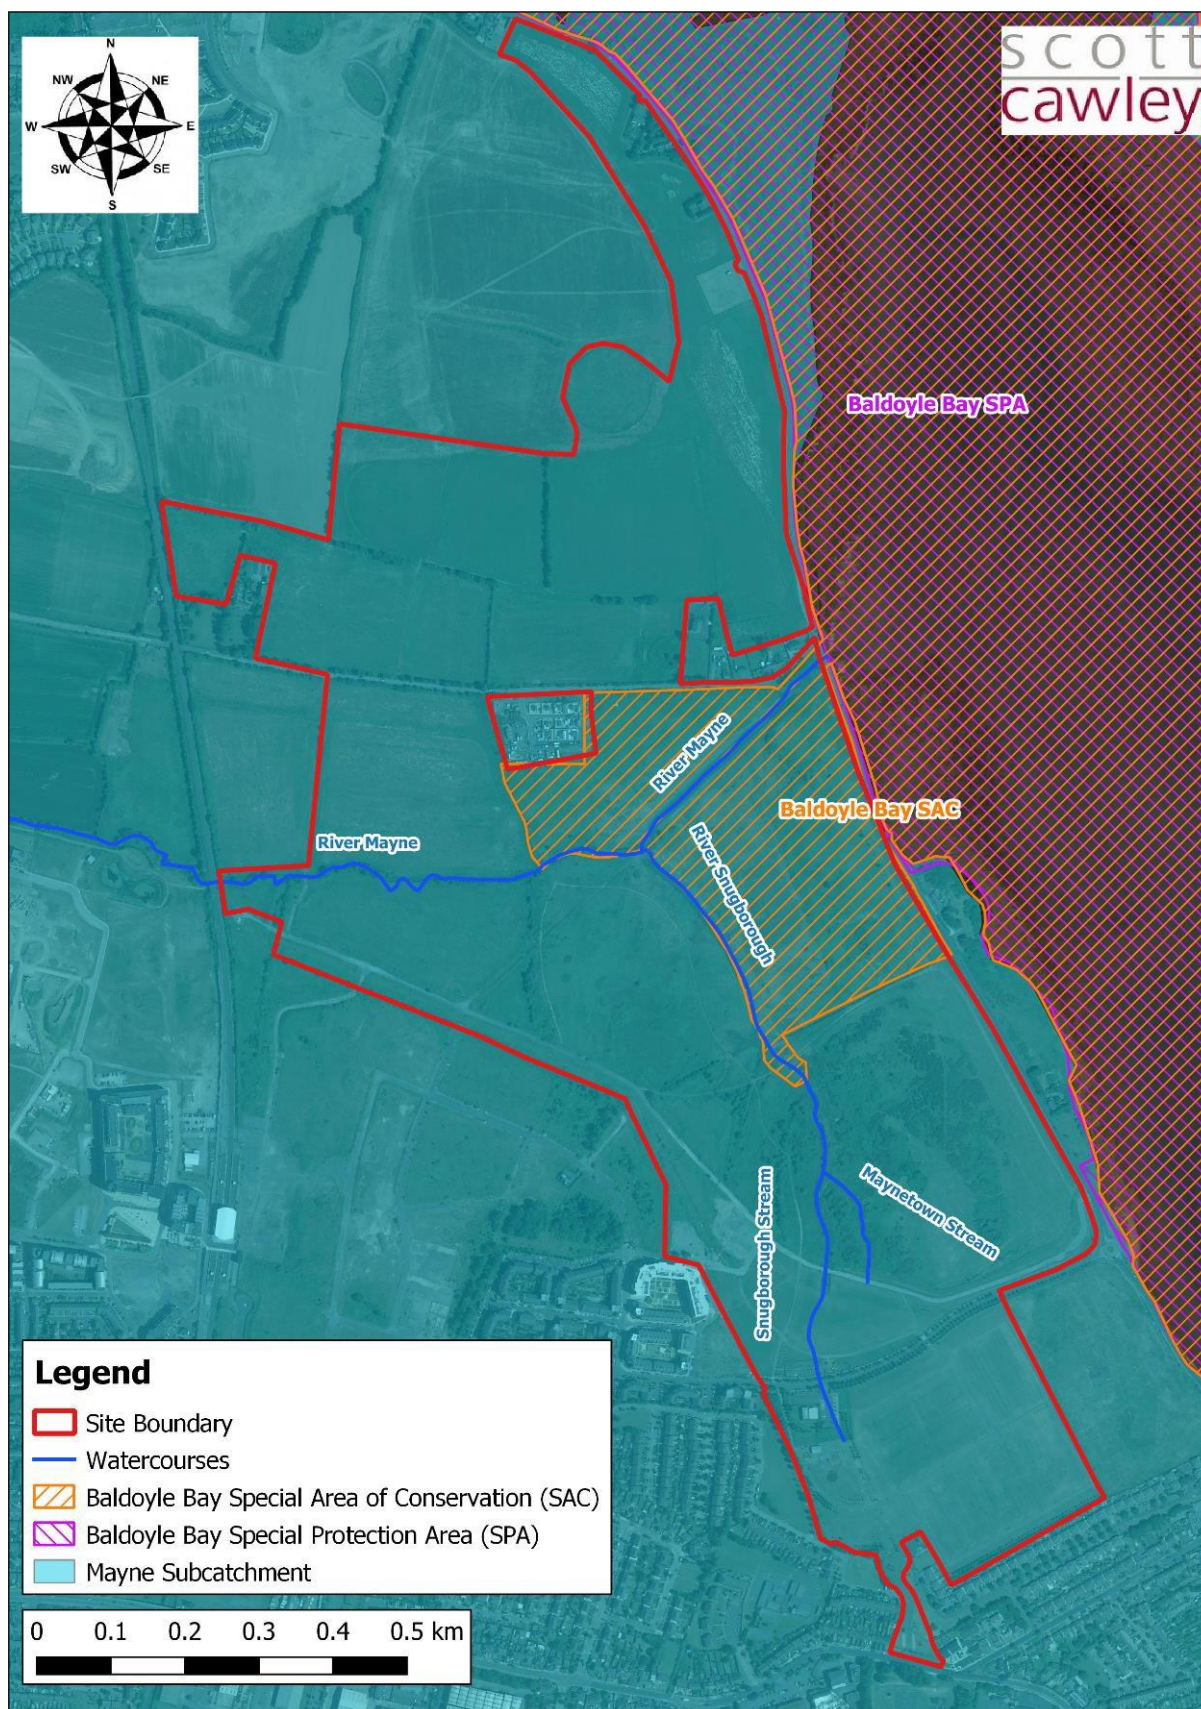 N
NW
NE
W
E
SW
SE
S
scott
cawley
Baldoyle Bay SPA
River Mayne
Baldoyle Bay SAC
River Mayne
River Snugborough
Maynetown Stream
Snugborough Stream
Legend
Site Boundary
Watercourses
Baldoyle Bay Special Area of Conservation (SAC)
Baldoyle Bay Special Protection Area (SPA)
Mayne Subcatchment
0 0.1 0.2 0.3 0.4 0.5 km